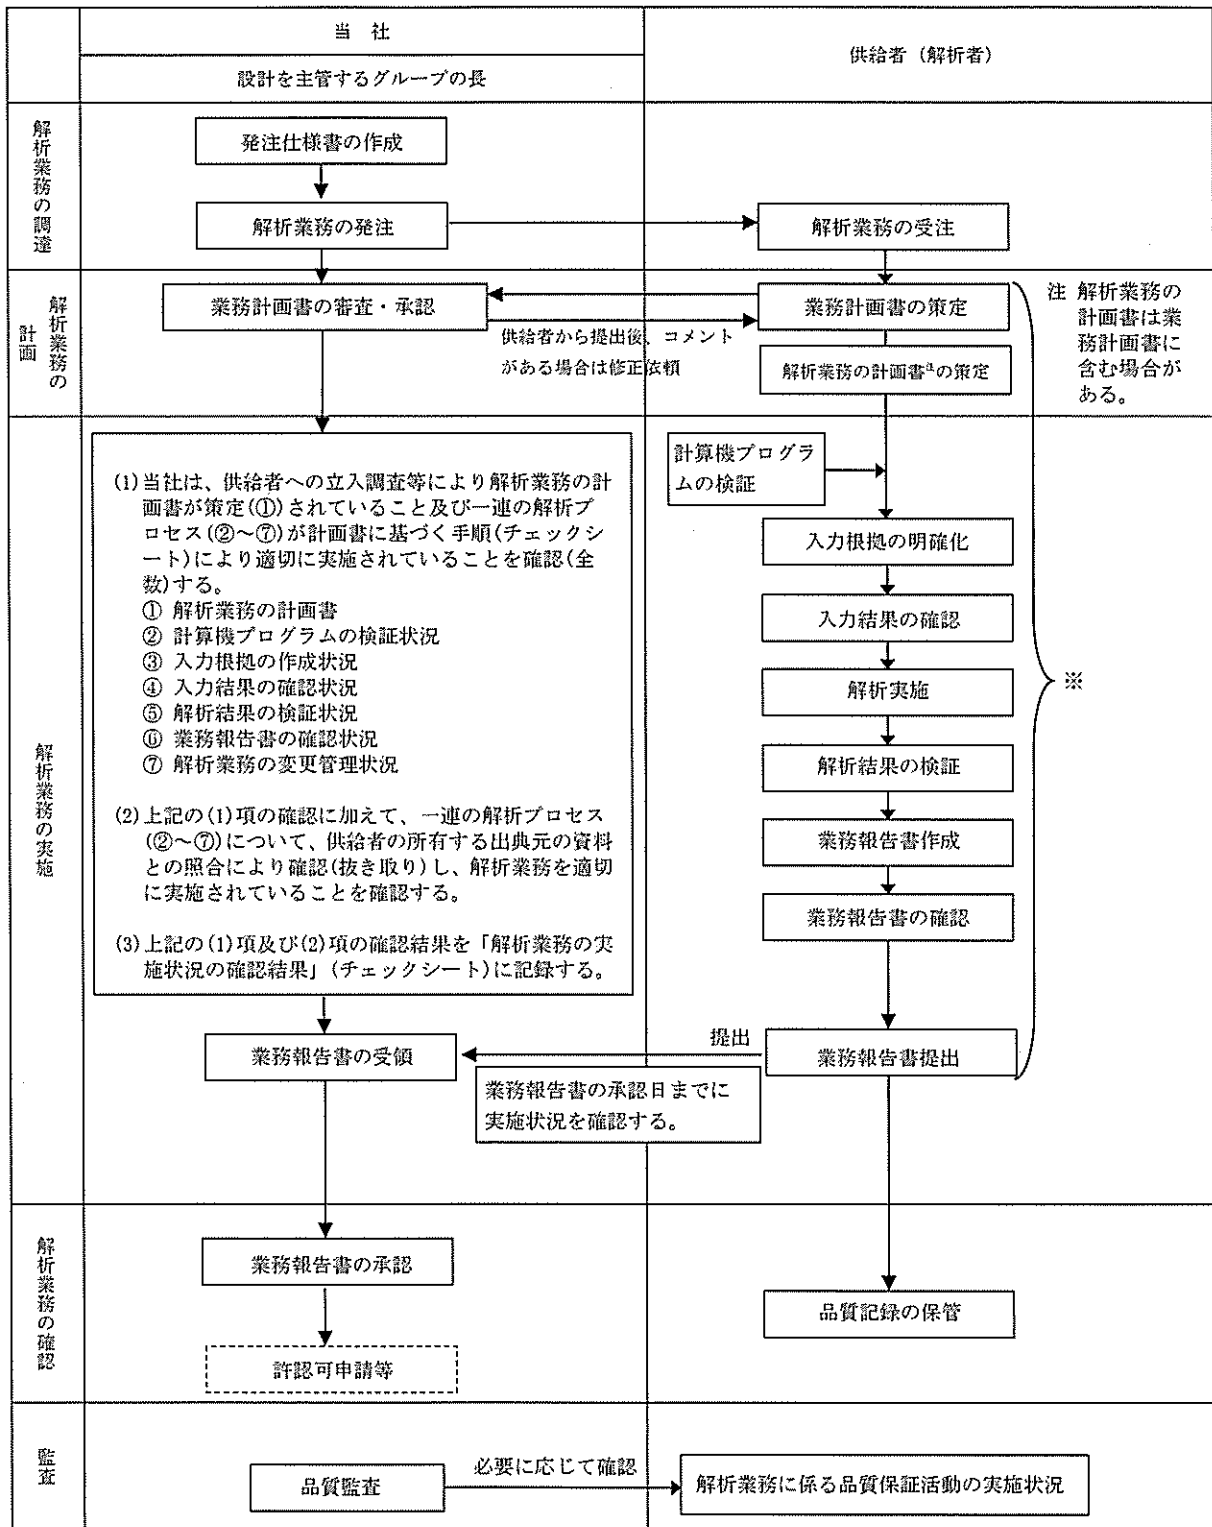 当 社
設計を主管するグループの長
供給者（解析者）
解析業務の調達
発注仕様書の作成
解析業務の発注
解析業務の受注
解析業務の
計画
業務計画書の審査・承認
業務計画書の策定
供給者から提出後、コメント
がある場合は修正依頼
解析業務の計画書注の策定
注 解析業務の
計画書は業
務計画書に
含む場合が
ある。
解析業務の実施
(1)当社は、供給者への立入調査等により解析業務の計
画書が策定(①)されていること及び一連の解析プ
ロセス(②～⑦)が計画書に基づく手順(チェックシ
ート)により適切に実施されていることを確認(全
数)する。
① 解析業務の計画書
② 計算機プログラムの検証状況
③ 入力根拠の作成状況
④ 入力結果の確認状況
⑤ 解析結果の検証状況
⑥ 業務報告書の確認状況
⑦ 解析業務の変更管理状況
(2)上記の(1)項の確認に加えて、一連の解析プロセス
(②～⑦)について、供給者の所有する出典元の資料
との照合により確認(抜き取り)し、解析業務を適切
に実施されていることを確認する。
(3)上記の(1)項及び(2)項の確認結果を「解析業務の実
施状況の確認結果」(チェックシート)に記録する。
計算機プログラ
ムの検証
入力根拠の明確化
入力結果の確認
解析実施
※
解析結果の検証
業務報告書作成
業務報告書の確認
業務報告書の受領
提出
業務報告書提出
業務報告書の承認日までに
実施状況を確認する。
解析業務の確認
業務報告書の承認
品質記録の保管
許認可申請等
監査
品質監査
必要に応じて確認
解析業務に係る品質保証活動の実施状況